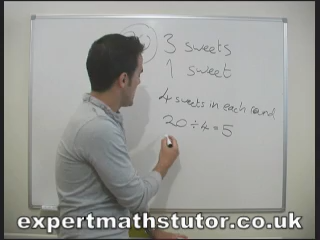 3 sweets
1 sweet
4 sweets in each round
20 ÷ 4 = 5
expertmathstutor.co.uk